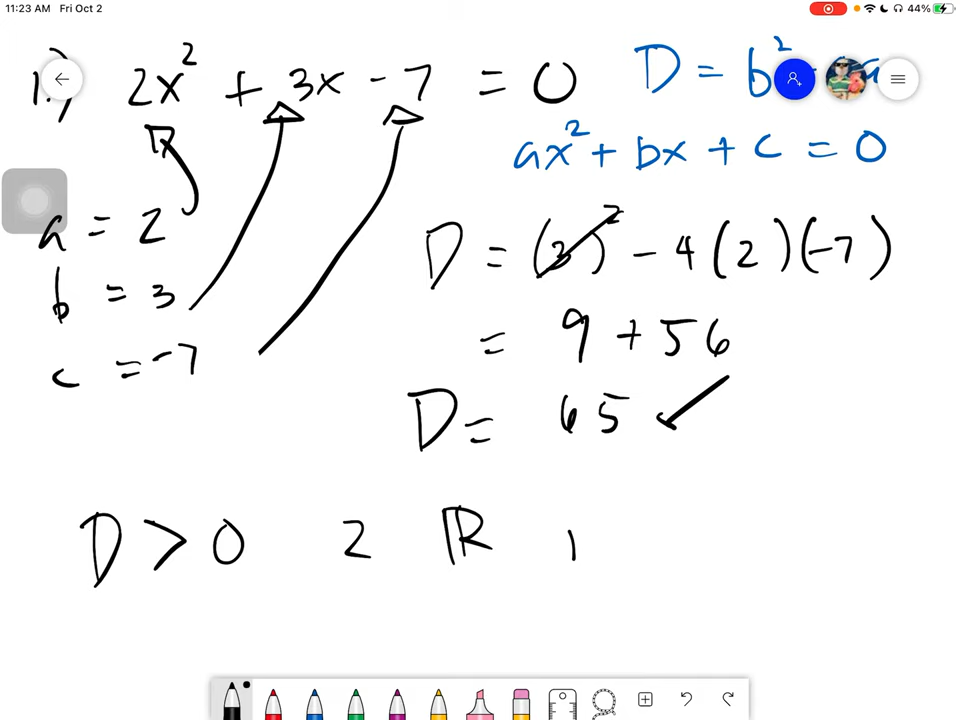 11:23 AM Fri Oct 2 44%
1.) 2x² + 3x - 7 = 0
D = b²
ax² + bx + c = 0
a = 2
b = 3
c = -7
D = (3)² - 4(2)(-7)
= 9 + 56
D = 65 ✓
D > 0 2 ℝ